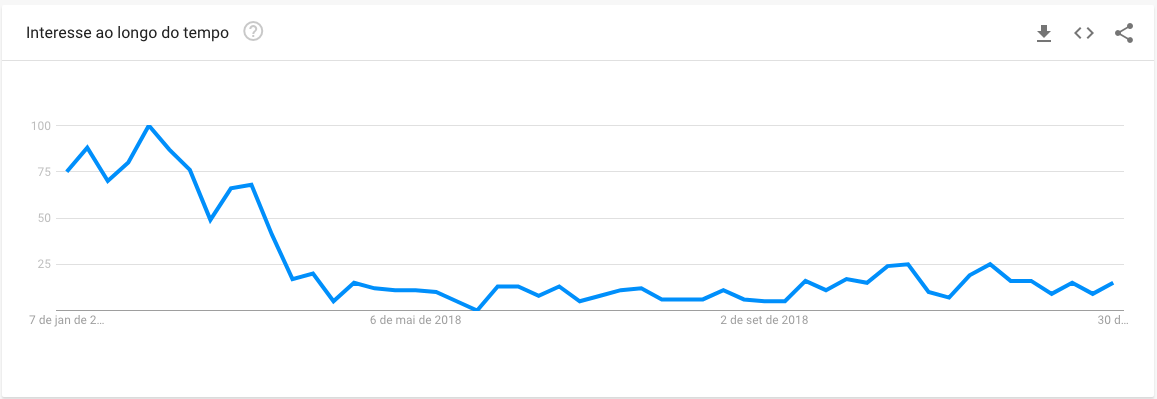 Interesse ao longo do tempo ?
100
75
50
25
7 de jan de 2... 6 de mai de 2018 2 de set de 2018 30 d...